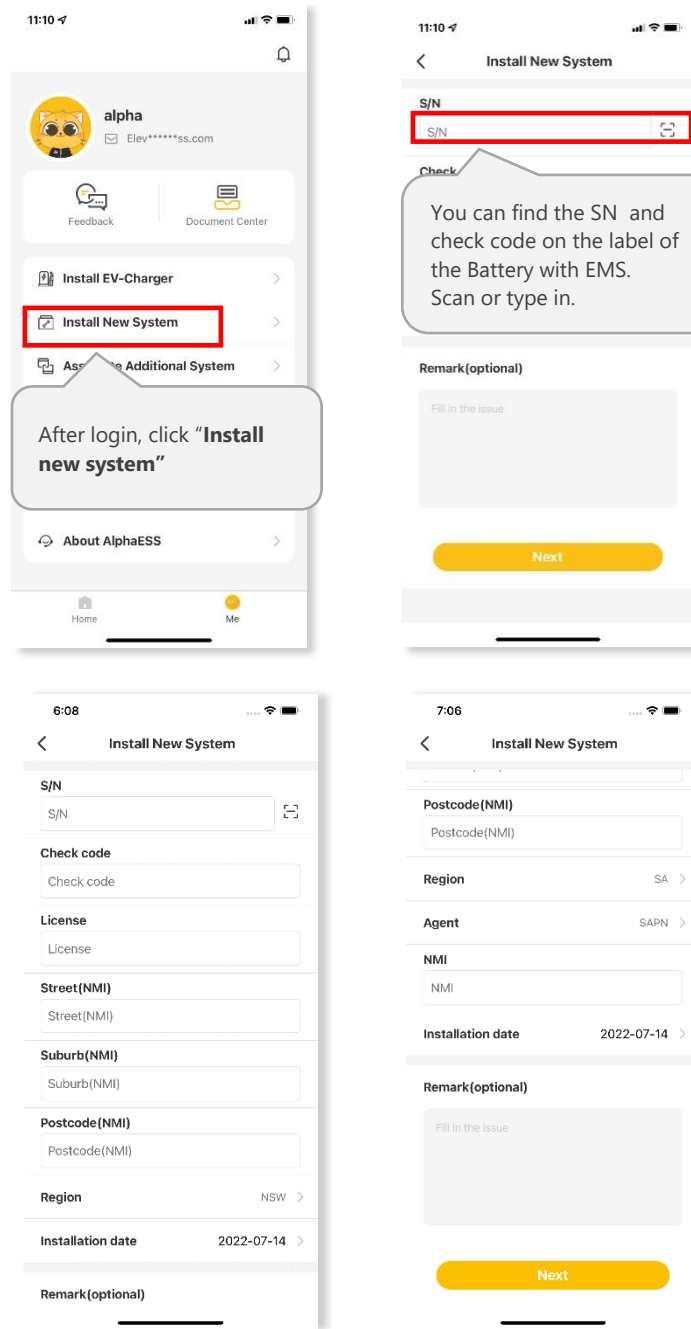 11:10
alpha
Elev******ss.com
Feedback
Document Center
Install EV-Charger
Install New System
Additional System
After login, click “Install
new system”
About AlphaESS
Home
Me
11:10
Install New System
S/N
S/N
Check
You can find the SN and
check code on the label of
the Battery with EMS.
Scan or type in.
Remark(optional)
Fill in the issue
Next
6:08
Install New System
S/N
S/N
Check code
Check code
License
License
Street(NMI)
Street(NMI)
Suburb(NMI)
Suburb(NMI)
Postcode(NMI)
Postcode(NMI)
Region NSW
Installation date 2022-07-14
Remark(optional)
7:06
Install New System
Postcode(NMI)
Postcode(NMI)
Region SA
Agent SAPN
NMI
NMI
Installation date 2022-07-14
Remark(optional)
Fill in the issue
Next